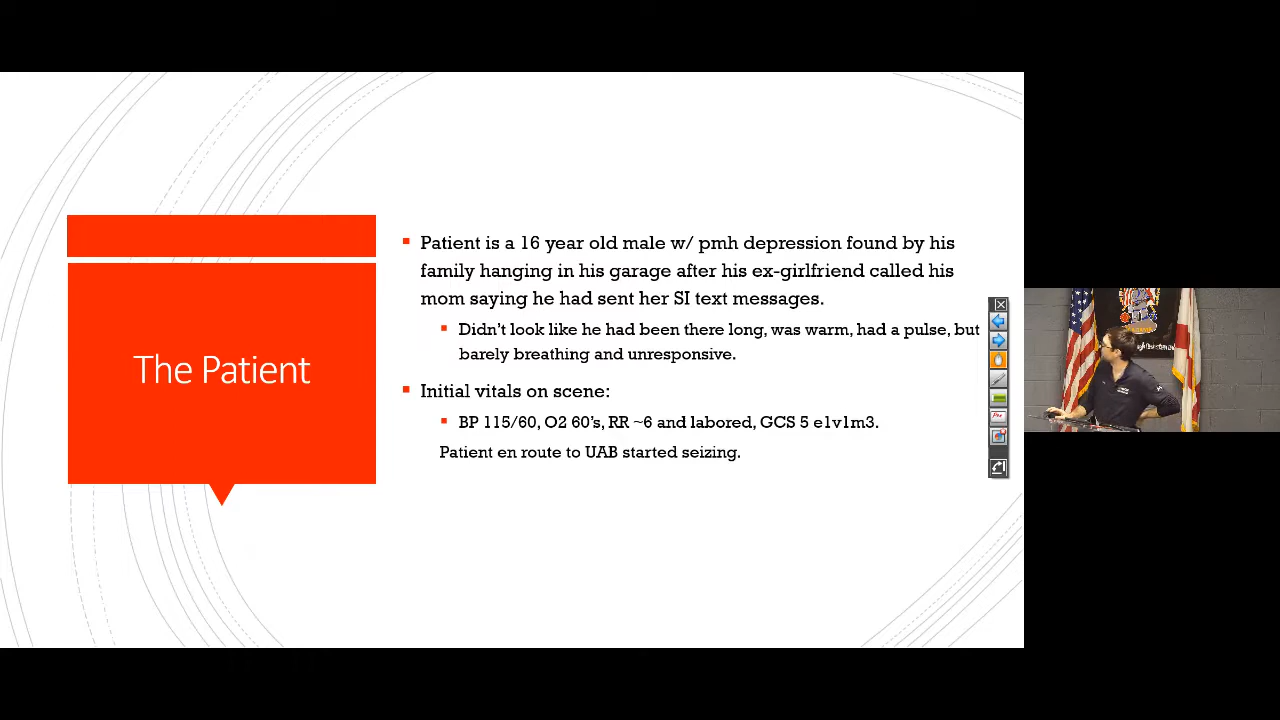 The Patient
Patient is a 16 year old male w/ pmh depression found by his
family hanging in his garage after his ex-girlfriend called his
mom saying he had sent her SI text messages.
Didn't look like he had been there long, was warm, had a pulse, but
barely breathing and unresponsive.
Initial vitals on scene:
BP 115/60, O2 60's, RR ~6 and labored, GCS 5 e1v1m3.
Patient en route to UAB started seizing.